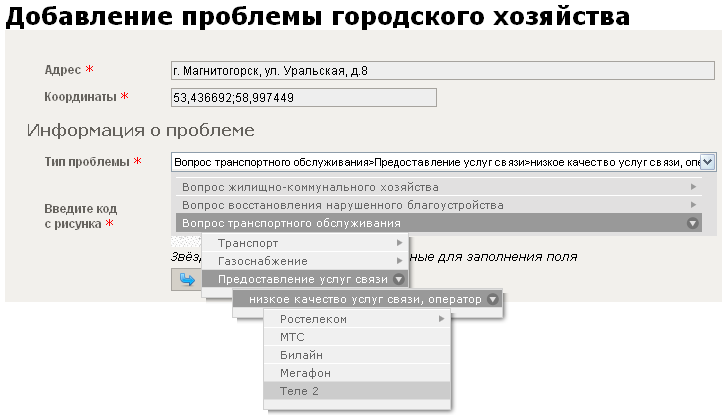 Добавление проблемы городского хозяйства
Адрес *
г. Магнитогорск, ул. Уральская, д.8
Координаты *
53,436692;58,997449
Информация о проблеме
Тип проблемы *
Вопрос транспортного обслуживания>Предоставление услуг связи>низкое качество услуг связи, опе
Вопрос жилищно-коммунального хозяйства
Вопрос восстановления нарушенного благоустройства
Вопрос транспортного обслуживания
Введите код
с рисунка *
Транспорт
Звёзд
ные для заполнения поля
Газоснабжение
Предоставление услуг связи
низкое качество услуг связи, оператор
Ростелеком
МТС
Билайн
Мегафон
Теле 2